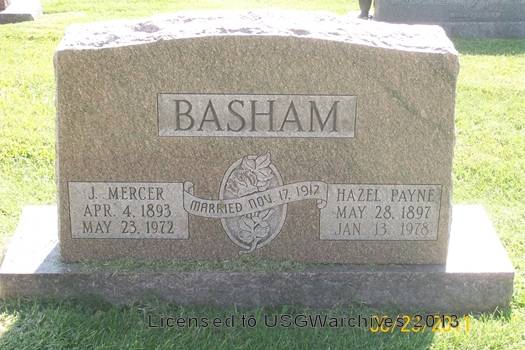 BASHAM
J. MERCER
APR. 4, 1893
MAY 23, 1972
MARRIED NOV. 17, 1912
HAZEL PAYNE
MAY 28, 1897
JAN 13 1978
Licensed to USGWarchives 2013